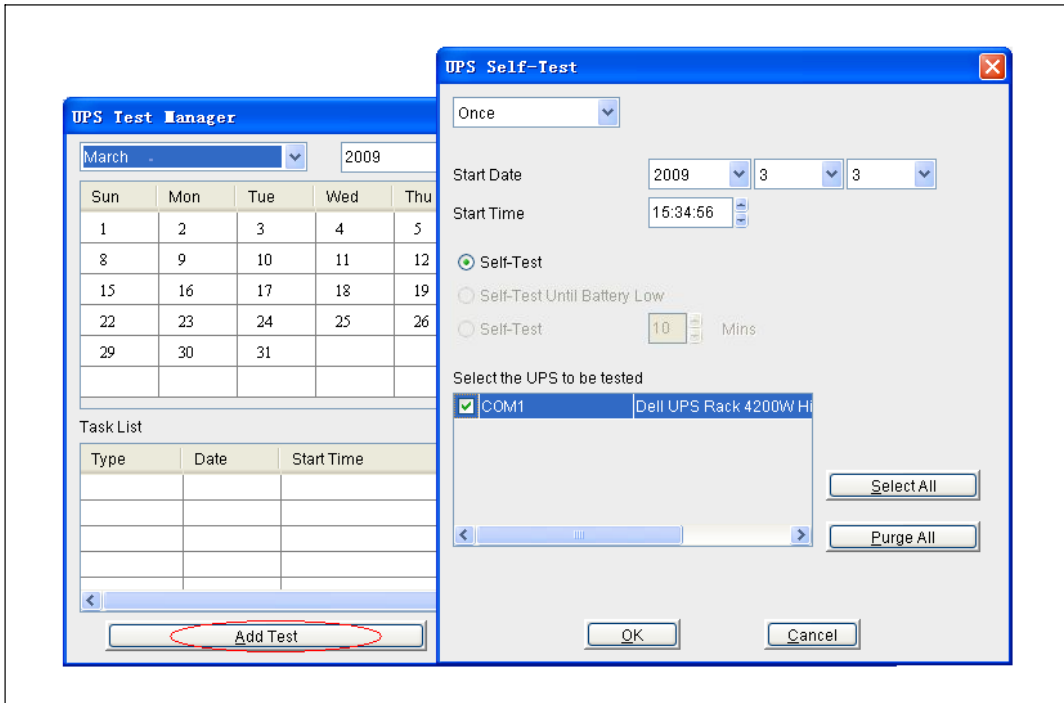 UPS Test Manager
March 2009
Sun Mon Tue Wed Thu
1 2 3 4 5
8 9 10 11 12
15 16 17 18 19
22 23 24 25 26
29 30 31
Task List
Type Date Start Time
Add Test
UPS Self-Test
Once
Start Date 2009 3 3
Start Time 15:34:56
Self-Test
Self-Test Until Battery Low
Self-Test 10 Mins
Select the UPS to be tested
COM1 Dell UPS Rack 4200W Hi
Select All
Purge All
OK Cancel